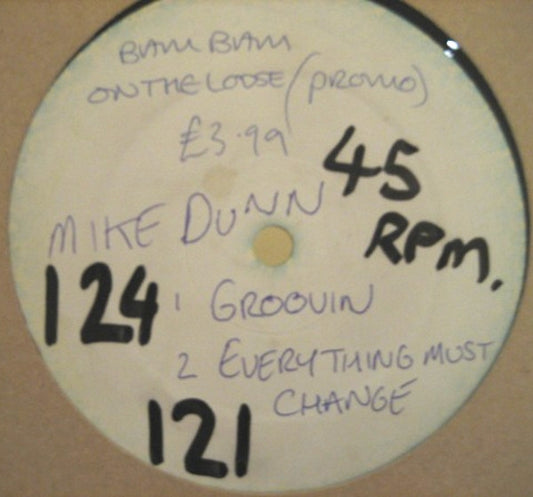 BAM BAM
ON THE LOOSE (PROMO)
£3.99
45
RPM.
MIKE DUNN
124
1 GROOVIN
2 EVERYTHING MUST
CHANGE
121